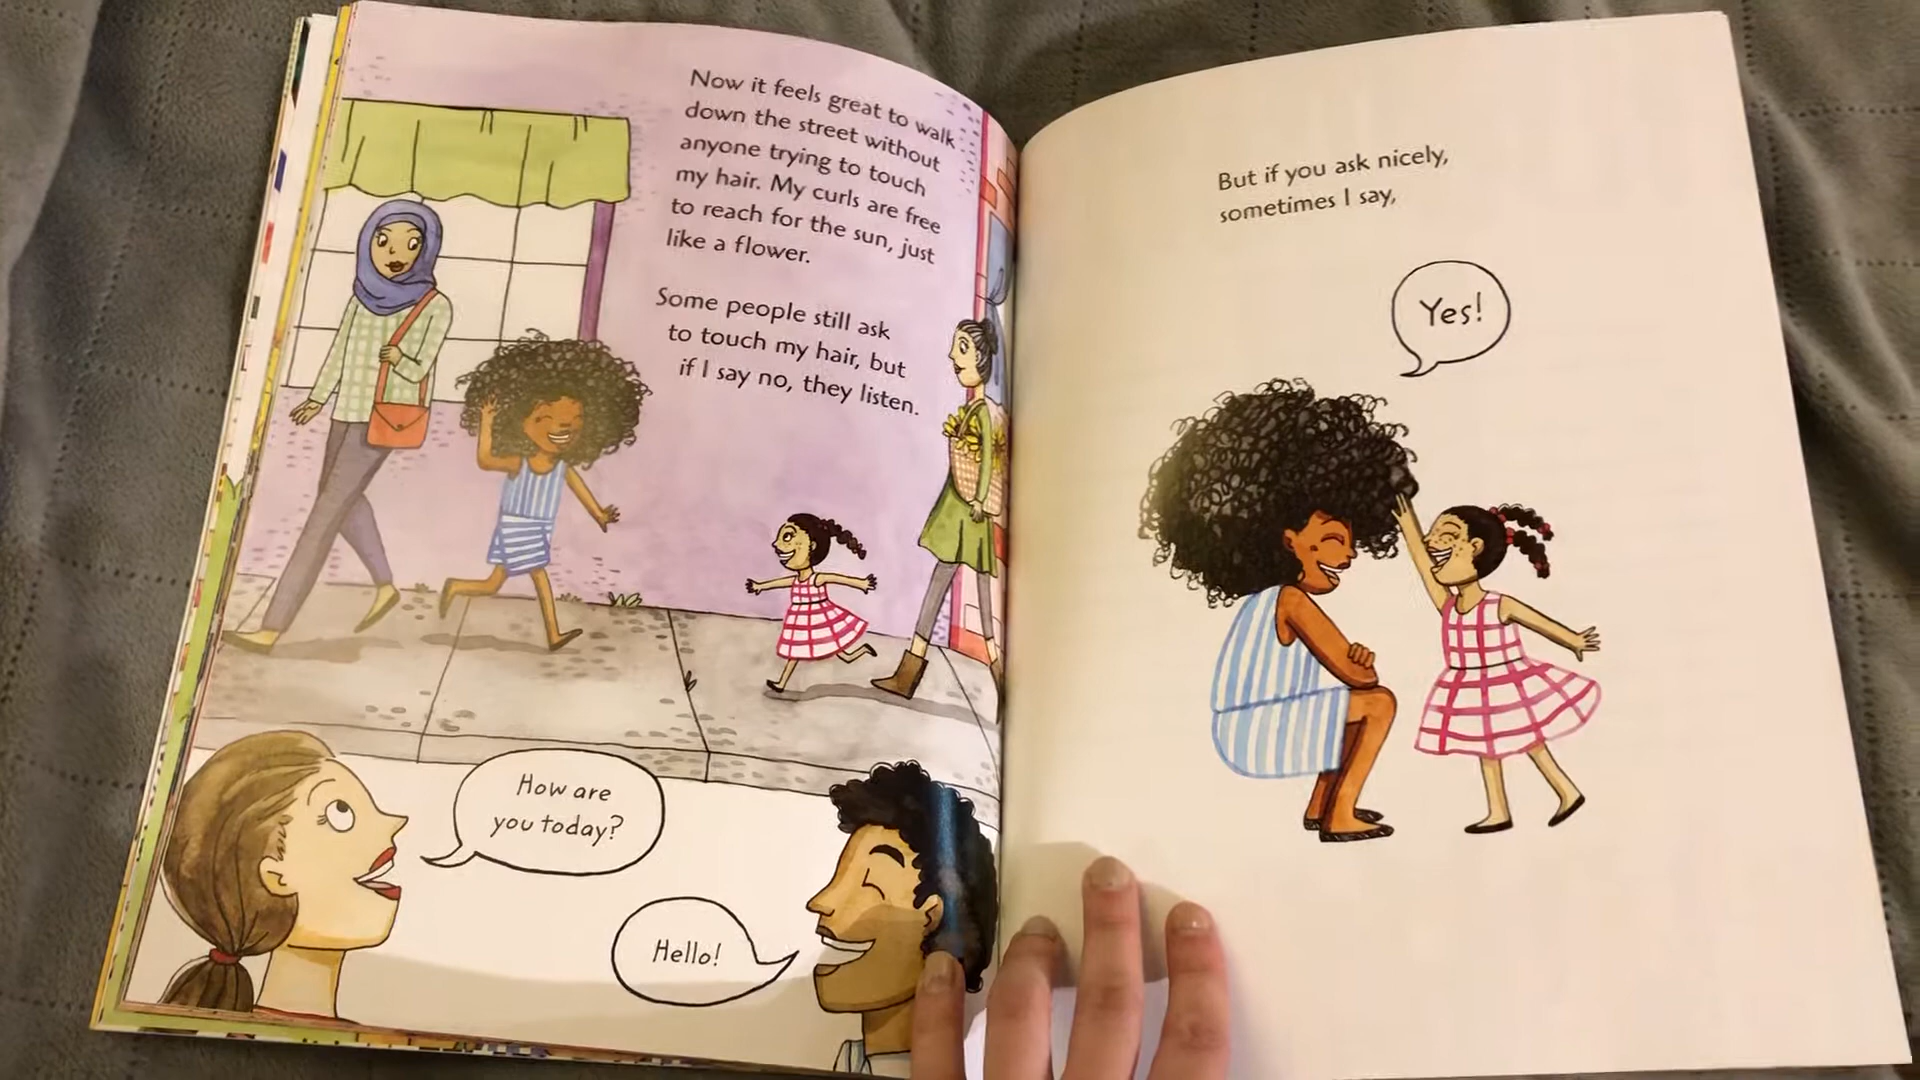 Now it feels great to walk
down the street without
anyone trying to touch
my hair. My curls are free
to reach for the sun, just
like a flower.
Some people still ask
to touch my hair, but
if I say no, they listen.
How are
you today?
Hello!
But if you ask nicely,
sometimes I say,
Yes!